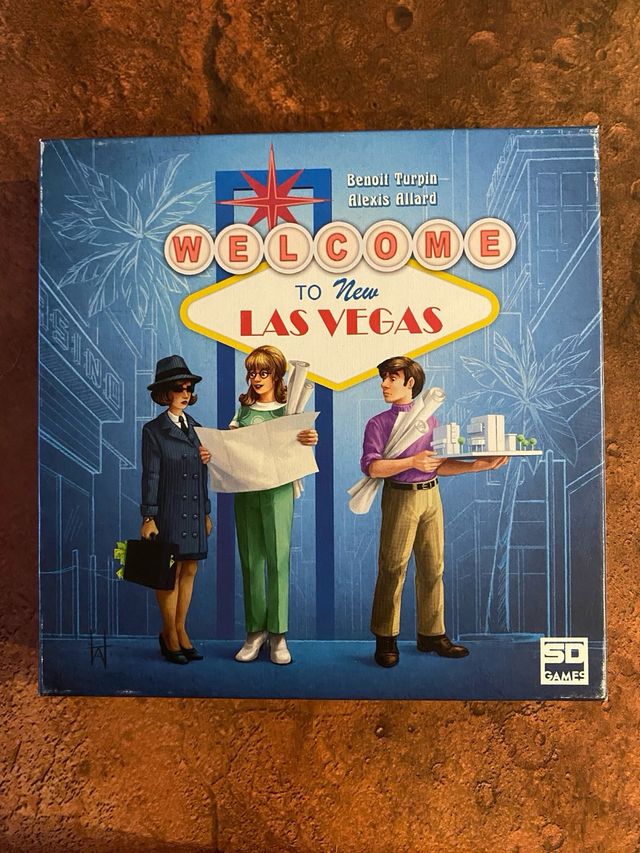 Benoit Turpin
Alexis Allard
WELCOME
TO New
LAS VEGAS
SD
GAMES